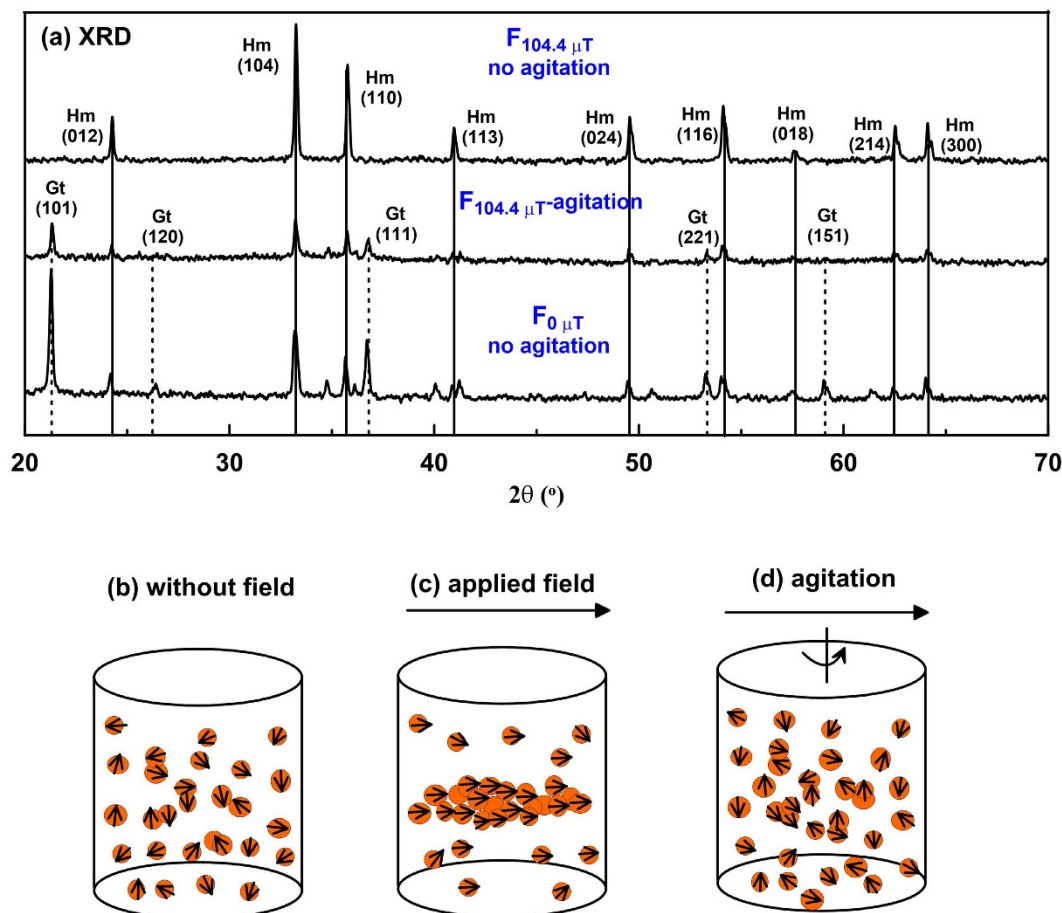 (a) XRD
F104.4 μT
no agitation
Hm
(012)
Hm
(104)
Hm
(110)
Hm
(113)
Hm
(024)
Hm
(116)
Hm
(018)
Hm
(214)
Hm
(300)
Gt
(101)
Gt
(120)
Gt
(111)
F104.4 μT-agitation
Gt
(221)
Gt
(151)
F0 μT
no agitation
20 30 40 50 60 70
2θ (°)
(b) without field
(c) applied field
(d) agitation